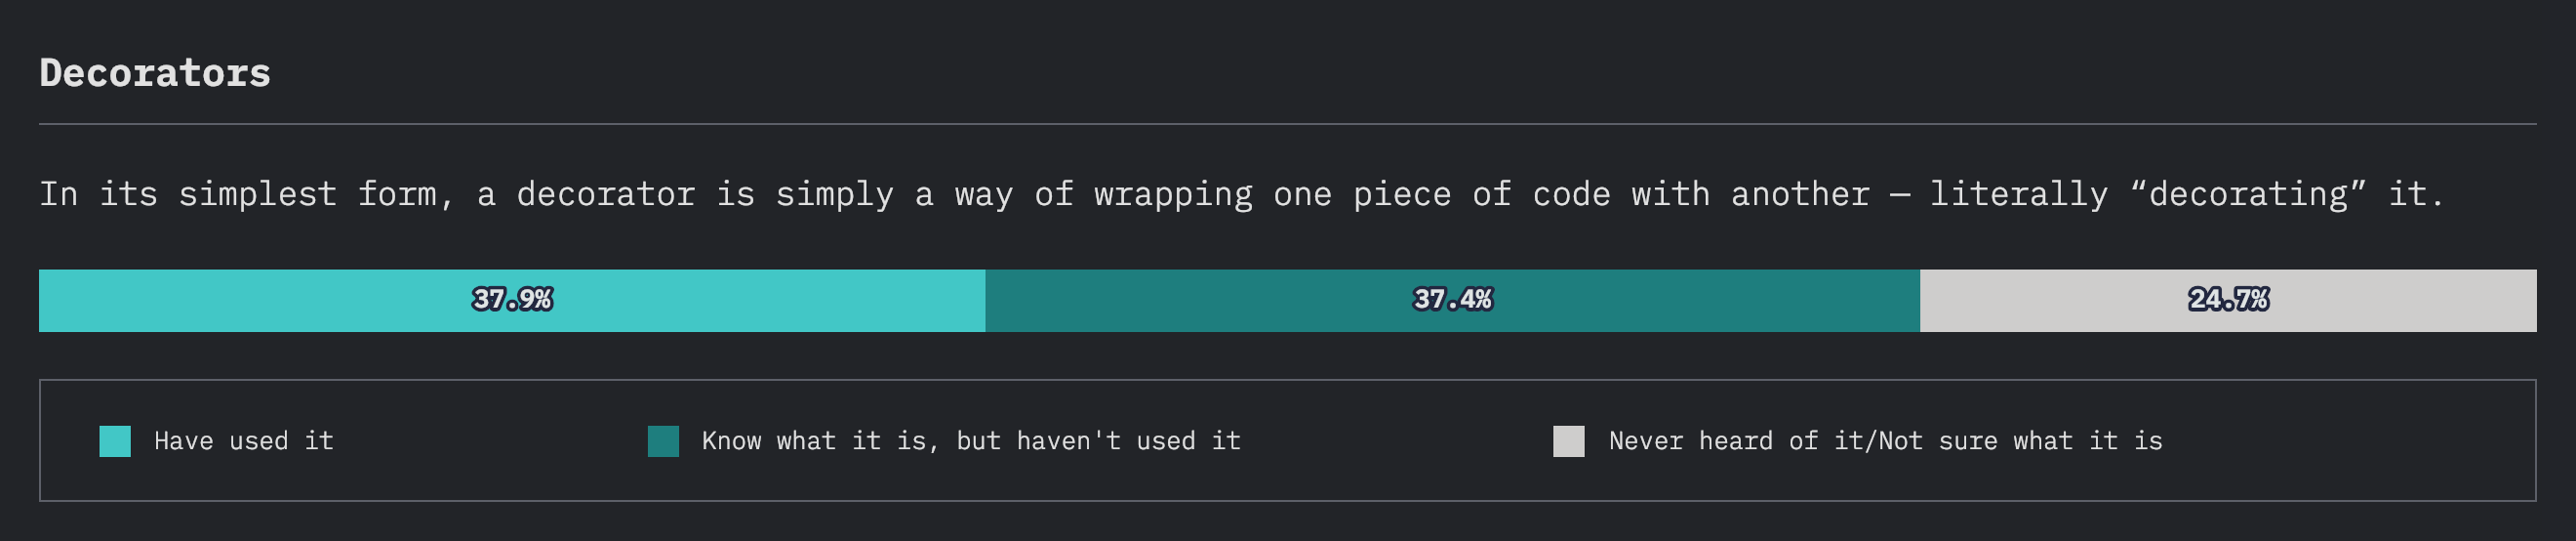 Decorators
In its simplest form, a decorator is simply a way of wrapping one piece of code with another — literally “decorating” it.
37.9% 37.4% 24.7%
Have used it Know what it is, but haven't used it Never heard of it/Not sure what it is